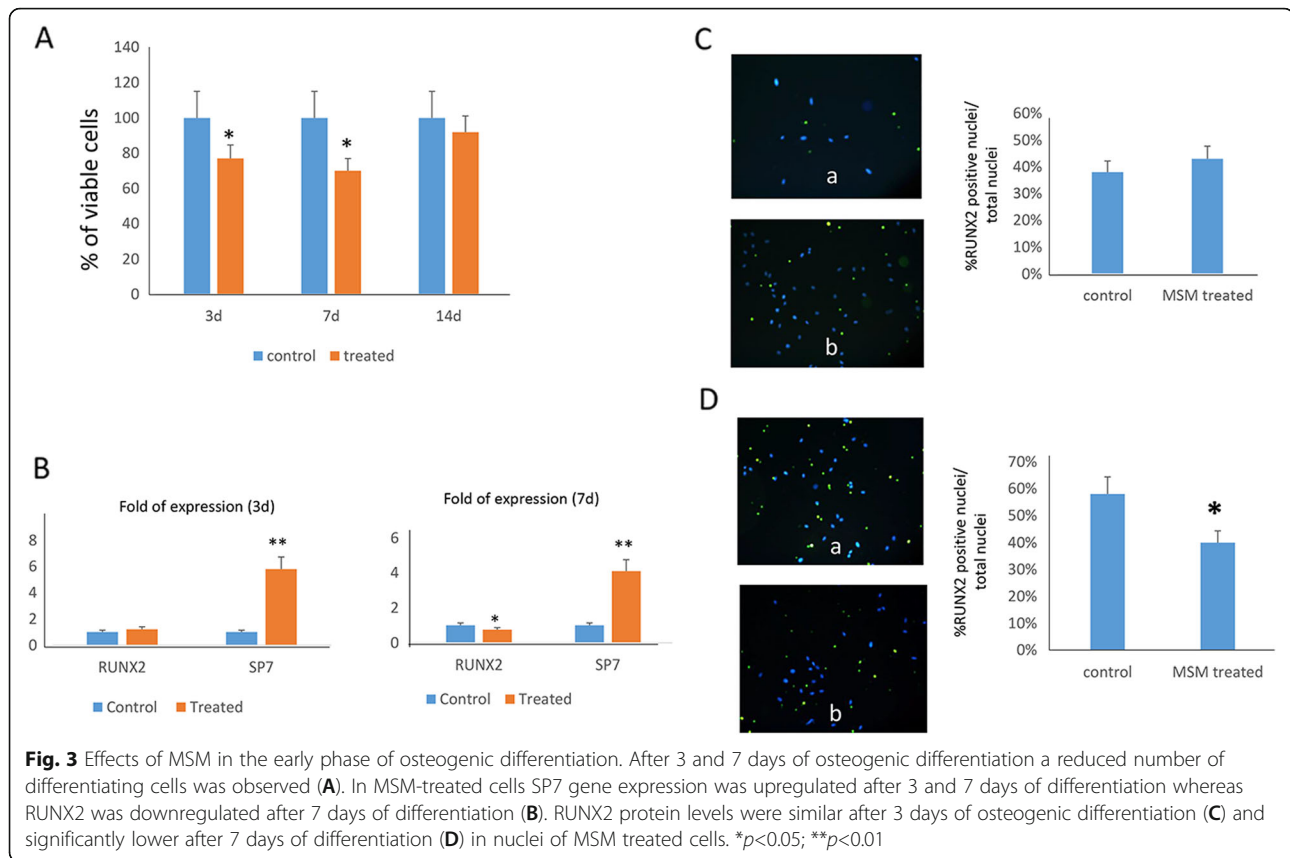 A
140
120
100
80
60
40
20
0
% of viable cells
*
*
3d
7d
14d
control
treated
B
Fold of expression (3d)
8
6
4
2
0
**
RUNX2
SP7
Control
Treated
Fold of expression (7d)
6
4
2
0
*
**
RUNX2
SP7
Control
Treated
C
a
b
%RUNX2 positive nuclei/
total nuclei
60%
50%
40%
30%
20%
10%
0%
control
MSM treated
D
a
b
%RUNX2 positive nuclei/
total nuclei
70%
60%
50%
40%
30%
20%
10%
0%
*
control
MSM treated
Fig. 3 Effects of MSM in the early phase of osteogenic differentiation. After 3 and 7 days of osteogenic differentiation a reduced number of
differentiating cells was observed (A). In MSM-treated cells SP7 gene expression was upregulated after 3 and 7 days of differentiation whereas
RUNX2 was downregulated after 7 days of differentiation (B). RUNX2 protein levels were similar after 3 days of osteogenic differentiation (C) and
significantly lower after 7 days of differentiation (D) in nuclei of MSM treated cells. *p<0.05; **p<0.01